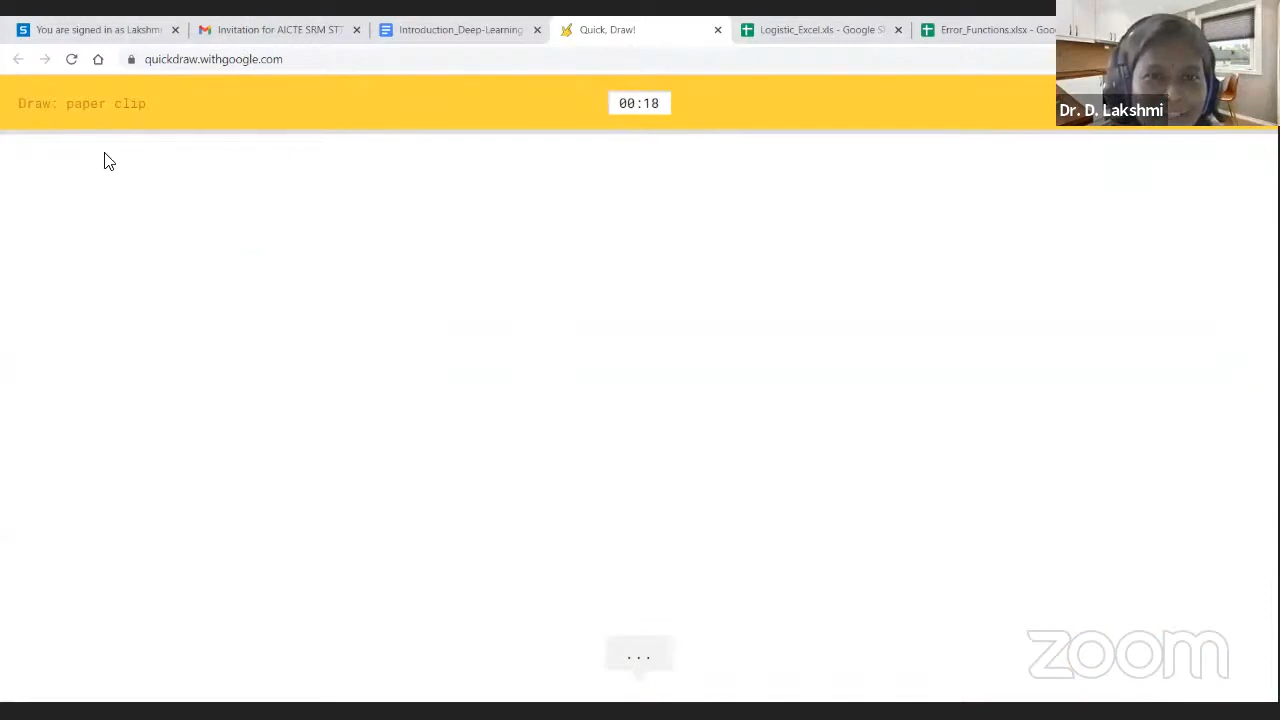 You are signed in as Lakshmi
Invitation for AICTE SRM STT
Introduction_Deep-Learning
Quick, Draw!
Logistic_Excel.xls - Google Sh
Error_Functions.xlsx - Goo
quickdraw.withgoogle.com
Draw: paper clip
00:18
Dr. D. Lakshmi
...
zoom